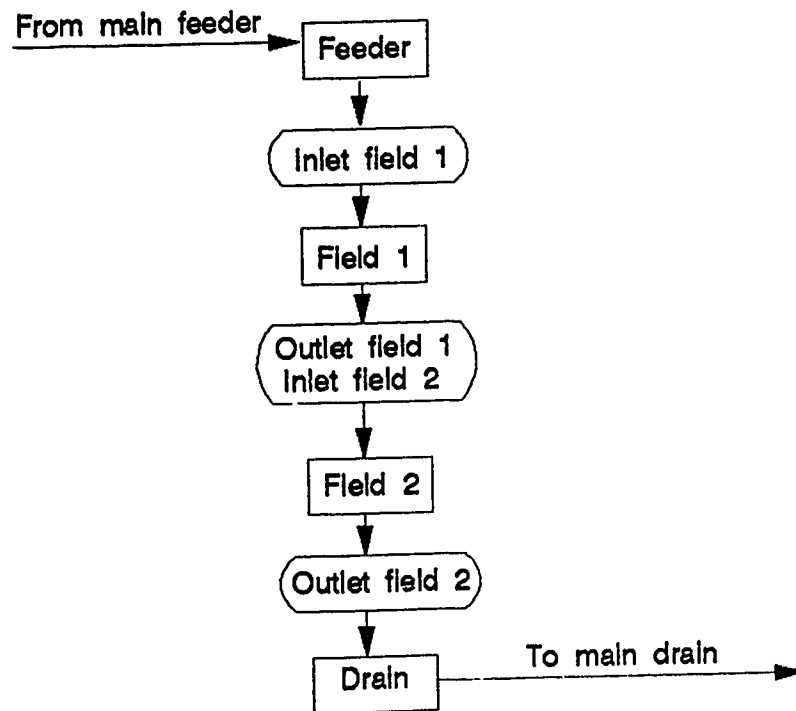 From main feeder
Feeder
Inlet field 1
Field 1
Outlet field 1
Inlet field 2
Field 2
Outlet field 2
Drain
To main drain